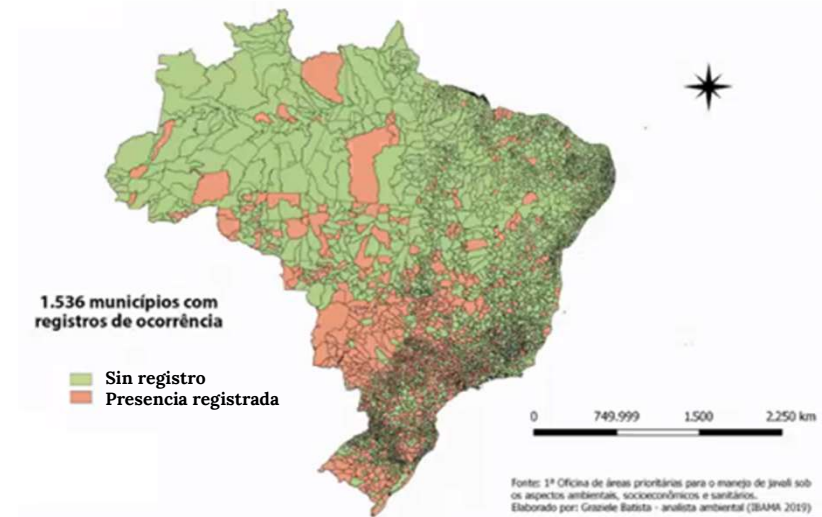 1.536 municípios com
registros de ocorrência
Sin registro
Presencia registrada
0 749.999 1.500 2.250 km
Fonte: 1ª Oficina de áreas prioritárias para o manejo de javali sob
os aspectos ambientais, socioeconômicos e sanitários.
Elaborado por: Graziele Batista - analista ambiental (IBAMA 2019)